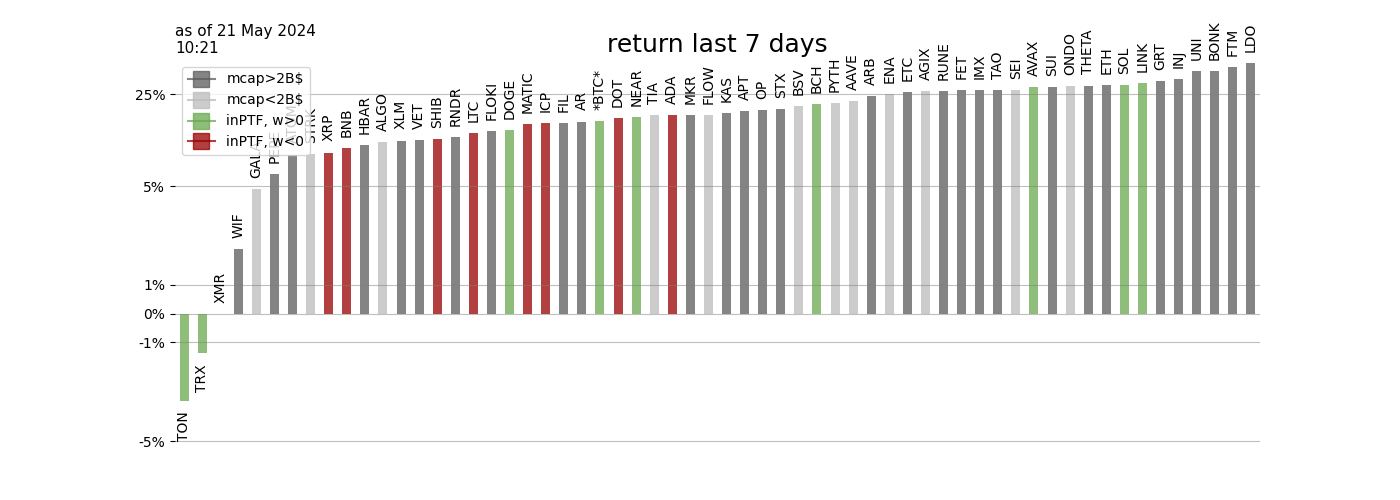 as of 21 May 2024
10:21
return last 7 days
mcap>2B$
mcap<2B$
inPTF, w>0
inPTF, w<0
25%
5%
1%
0%
-1%
-5%
TON
TRX
XMR
WIF
GALA
PEPE
STRK
XRP
BNB
HBAR
ALGO
XLM
VET
SHIB
RNDR
LTC
FLOKI
DOGE
MATIC
ICP
FIL
AR
*BTC*
DOT
NEAR
TIA
ADA
MKR
FLOW
KAS
APT
OP
STX
BSV
BCH
PYTH
AAVE
ARB
ENA
ETC
AGIX
RUNE
FET
IMX
TAO
SEI
AVAX
SUI
ONDO
THETA
ETH
SOL
LINK
GRT
INJ
UNI
BONK
FTM
LDO